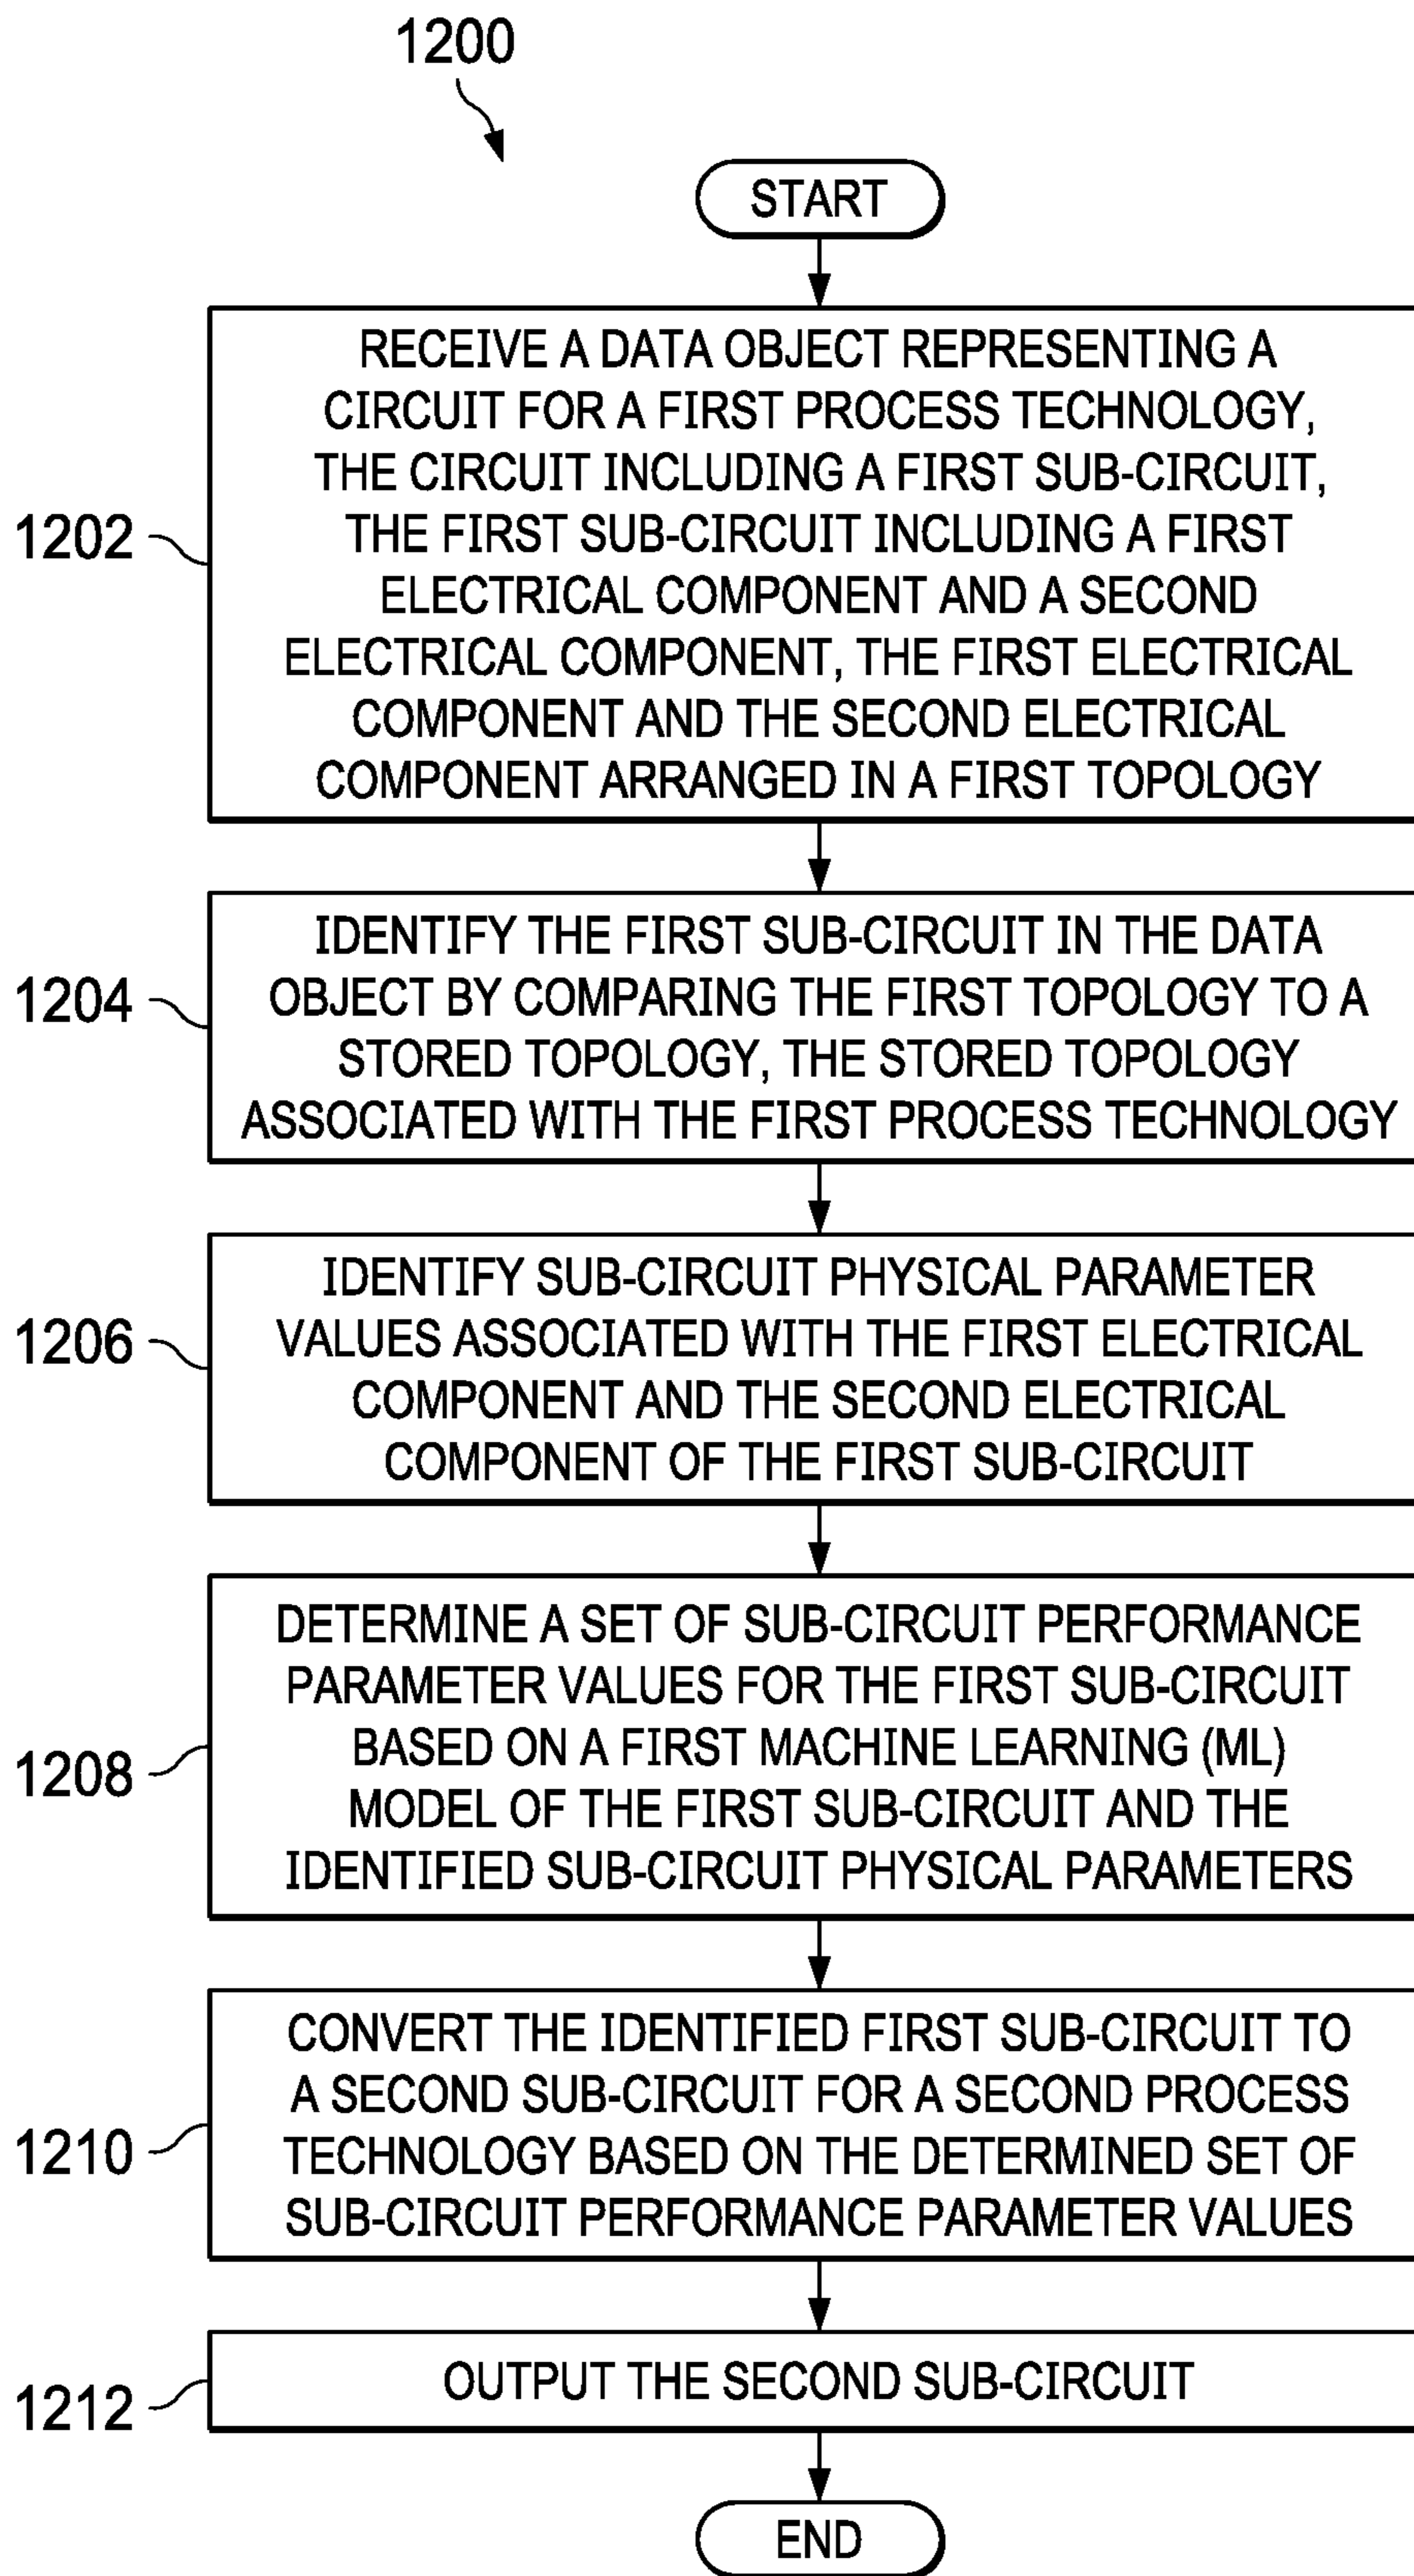 1200
START
RECEIVE A DATA OBJECT REPRESENTING A
CIRCUIT FOR A FIRST PROCESS TECHNOLOGY,
THE CIRCUIT INCLUDING A FIRST SUB-CIRCUIT,
THE FIRST SUB-CIRCUIT INCLUDING A FIRST
ELECTRICAL COMPONENT AND A SECOND
ELECTRICAL COMPONENT, THE FIRST ELECTRICAL
COMPONENT AND THE SECOND ELECTRICAL
COMPONENT ARRANGED IN A FIRST TOPOLOGY
1202
IDENTIFY THE FIRST SUB-CIRCUIT IN THE DATA
OBJECT BY COMPARING THE FIRST TOPOLOGY TO A
STORED TOPOLOGY, THE STORED TOPOLOGY
ASSOCIATED WITH THE FIRST PROCESS TECHNOLOGY
1204
IDENTIFY SUB-CIRCUIT PHYSICAL PARAMETER
VALUES ASSOCIATED WITH THE FIRST ELECTRICAL
COMPONENT AND THE SECOND ELECTRICAL
COMPONENT OF THE FIRST SUB-CIRCUIT
1206
DETERMINE A SET OF SUB-CIRCUIT PERFORMANCE
PARAMETER VALUES FOR THE FIRST SUB-CIRCUIT
BASED ON A FIRST MACHINE LEARNING (ML)
MODEL OF THE FIRST SUB-CIRCUIT AND THE
IDENTIFIED SUB-CIRCUIT PHYSICAL PARAMETERS
1208
CONVERT THE IDENTIFIED FIRST SUB-CIRCUIT TO
A SECOND SUB-CIRCUIT FOR A SECOND PROCESS
TECHNOLOGY BASED ON THE DETERMINED SET OF
SUB-CIRCUIT PERFORMANCE PARAMETER VALUES
1210
OUTPUT THE SECOND SUB-CIRCUIT
1212
END